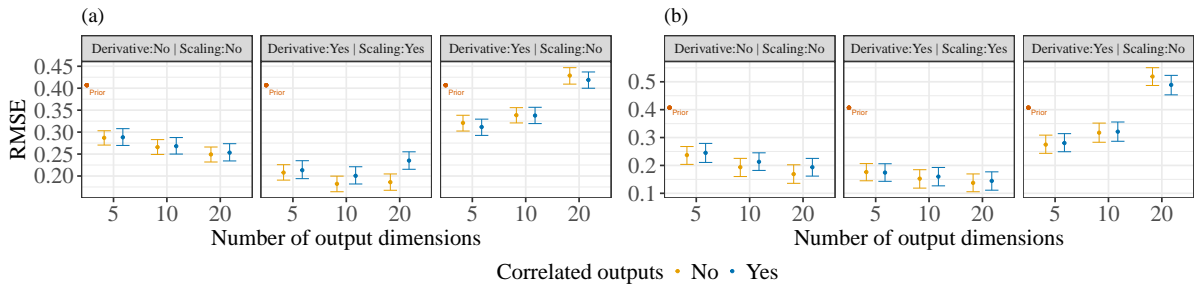 (a)
(b)
Derivative:No | Scaling:No
Derivative:Yes | Scaling:Yes
Derivative:Yes | Scaling:No
Derivative:No | Scaling:No
Derivative:Yes | Scaling:Yes
Derivative:Yes | Scaling:No
RMSE
0.45
0.40
0.35
0.30
0.25
0.20
Prior
Prior
Prior
0.5
0.4
0.3
0.2
0.1
Prior
Prior
Prior
5 10 20
5 10 20
5 10 20
5 10 20
5 10 20
5 10 20
Number of output dimensions
Number of output dimensions
Correlated outputs No Yes